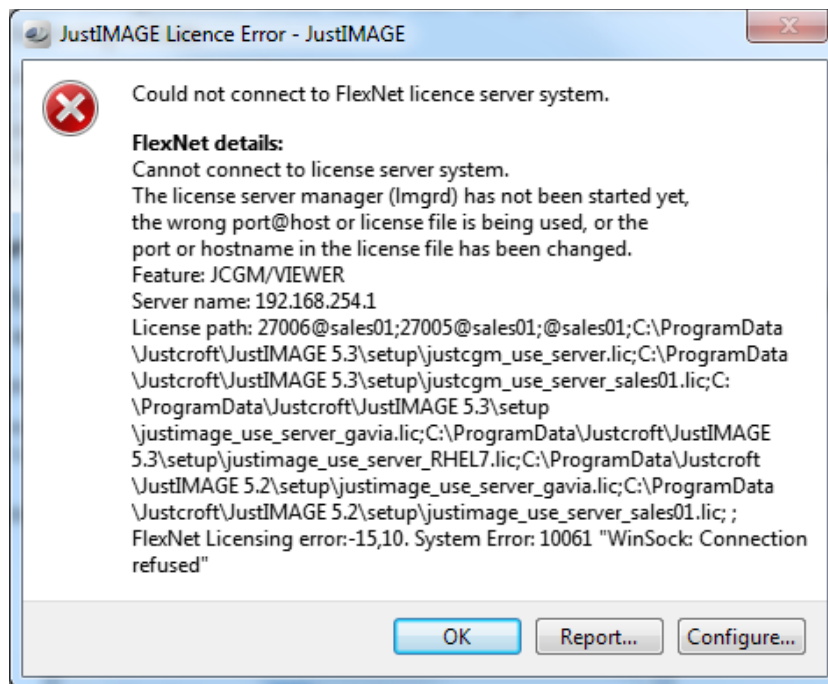 JustIMAGE Licence Error - JustIMAGE
Could not connect to FlexNet licence server system.
FlexNet details:
Cannot connect to license server system.
The license server manager (lmgrd) has not been started yet,
the wrong port@host or license file is being used, or the
port or hostname in the license file has been changed.
Feature: JCGM/VIEWER
Server name: 192.168.254.1
License path: 27006@sales01;27005@sales01;@sales01;C:\ProgramData
\Justcroft\JustIMAGE 5.3\setup\justcgm_use_server.lic;C:\ProgramData
\Justcroft\JustIMAGE 5.3\setup\justcgm_use_server_sales01.lic;C:
\ProgramData\Justcroft\JustIMAGE 5.3\setup
\justimage_use_server_gavia.lic;C:\ProgramData\Justcroft\JustIMAGE
5.3\setup\justimage_use_server_RHEL7.lic;C:\ProgramData\Justcroft
\JustIMAGE 5.2\setup\justimage_use_server_gavia.lic;C:\ProgramData
\Justcroft\JustIMAGE 5.2\setup\justimage_use_server_sales01.lic; ;
FlexNet Licensing error:-15,10. System Error: 10061 "WinSock: Connection
refused"
OK Report... Configure...